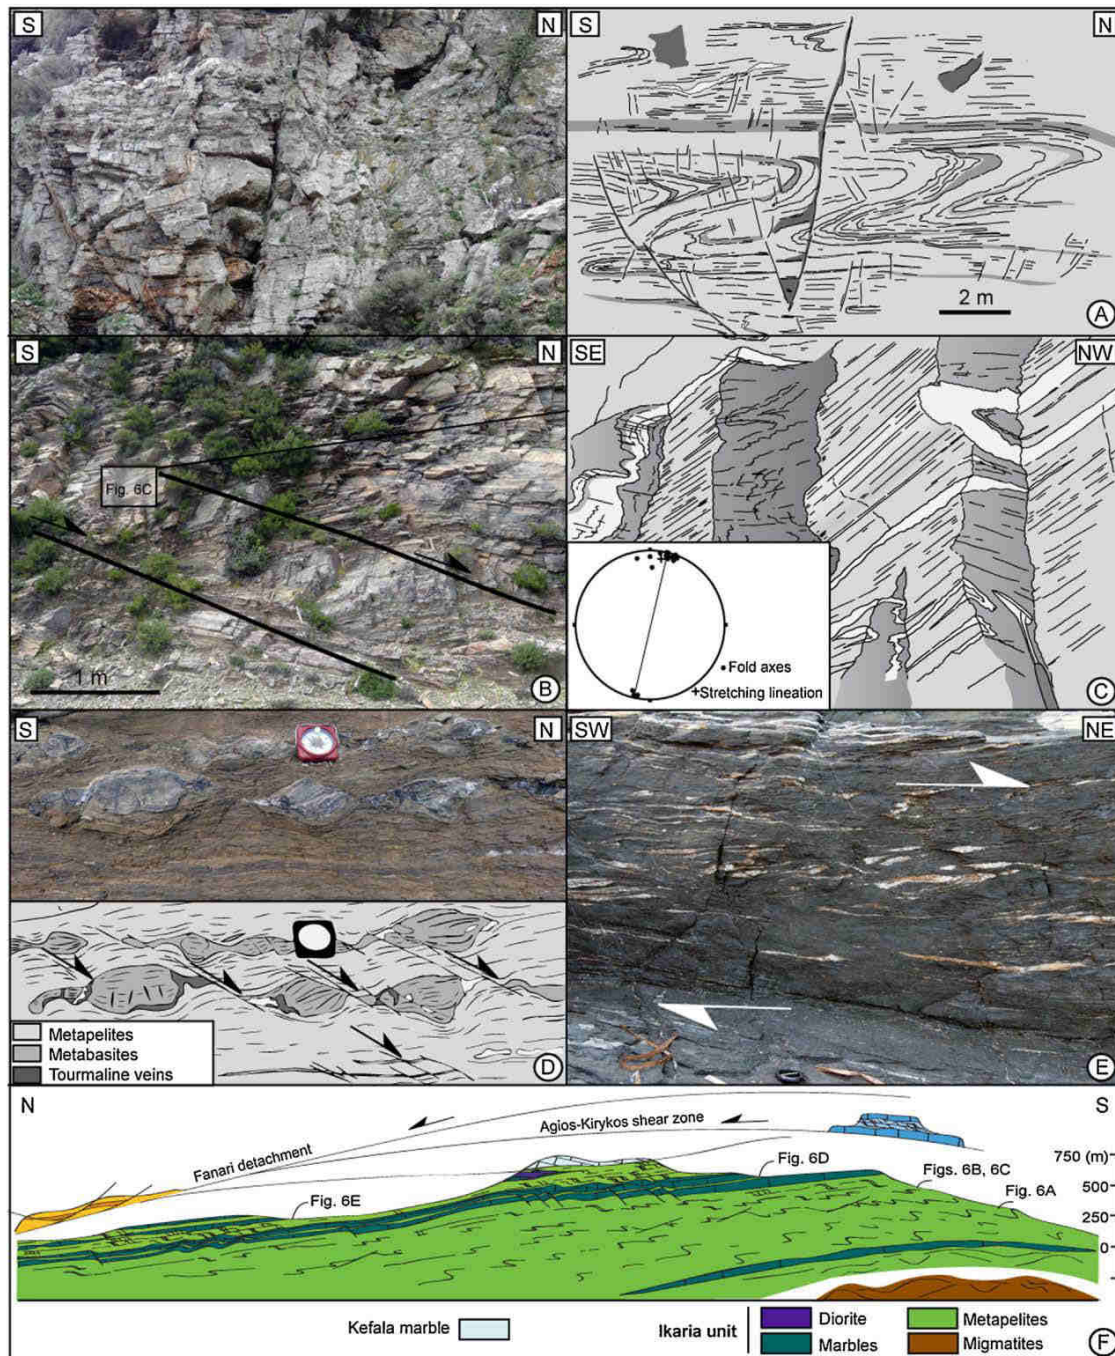 S
N
S
N
2 m
A
S
N
Fig. 6C
1 m
B
SE
NW
Fold axes
Stretching lineation
C
S
N
Metapelites
Metabasites
Tourmaline veins
D
SW
NE
E
N
S
Fanari detachment
Agios-Kirykos shear zone
Fig. 6E
Fig. 6D
Figs. 6B, 6C
Fig. 6A
750 (m)
500
250
0
Kefala marble
Ikaria unit
Diorite
Marbles
Metapelites
Migmatites
F